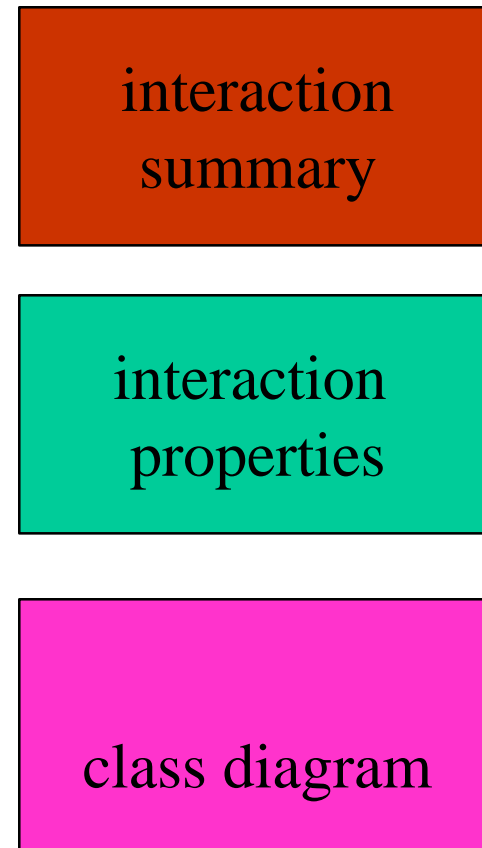 interaction
summary
interaction
properties
class diagram